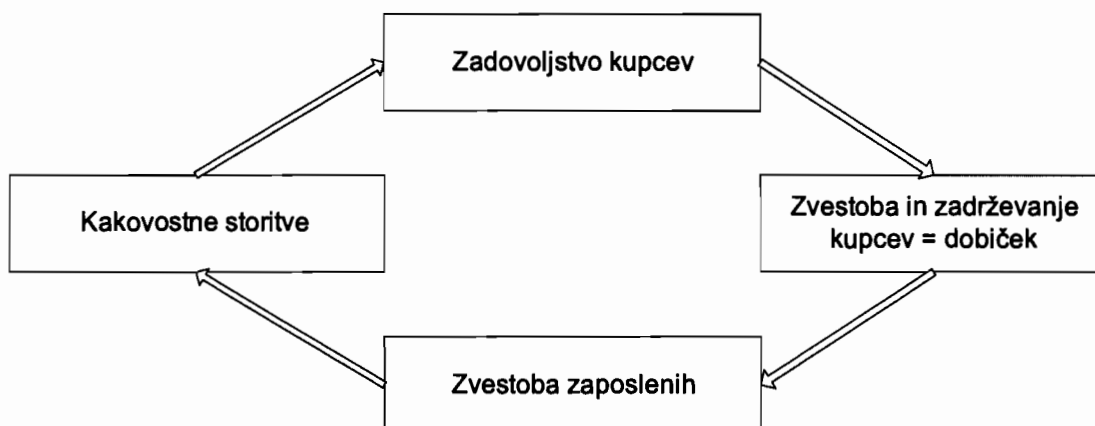 Zadovoljstvo kupcev
Kakovostne storitve
Zvestoba in zadrževanje
kupcev = dobiček
Zvestoba zaposlenih